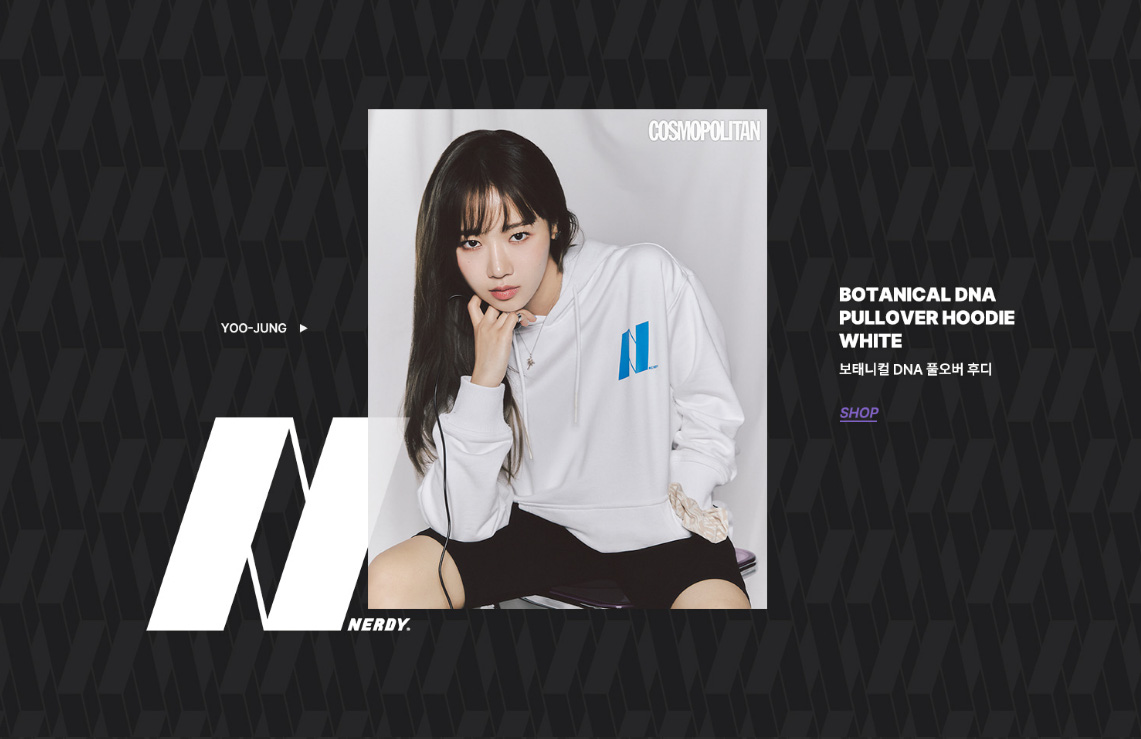 COSMOPOLITAN
YOO-JUNG
BOTANICAL DNA
PULLOVER HOODIE
WHITE
보태니컬 DNA 풀오버 후디
SHOP
N
N
NERDY.